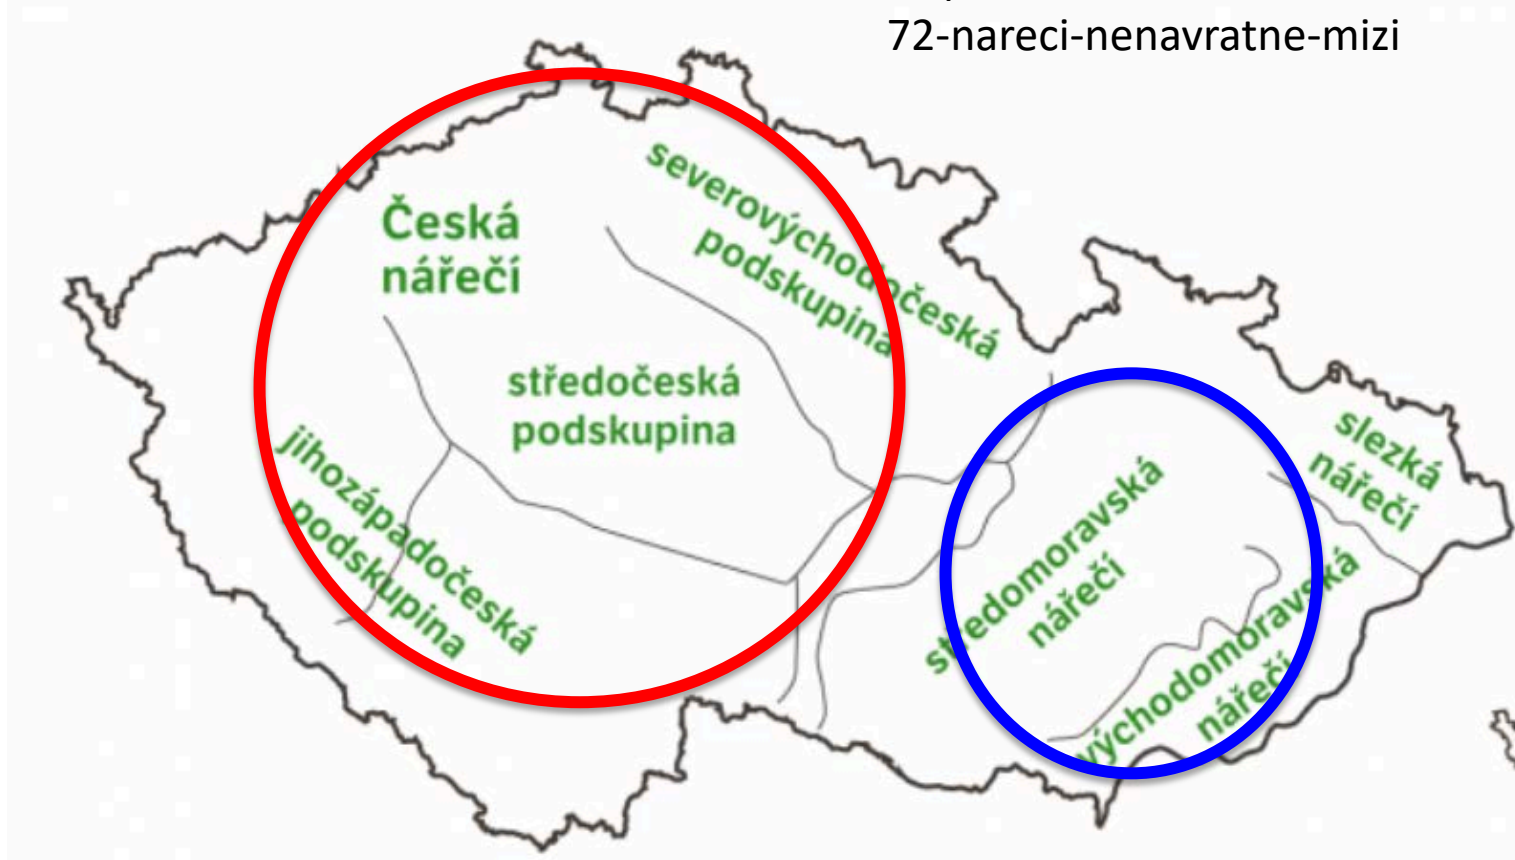 72-nareci-nenavratne-mizi
Česká
nářečí
severovýchodočeská
podskupina
středočeská
podskupina
jihozápadočeská
podskupina
středomoravská
nářečí
východomoravská
nářečí
slezká
nářečí